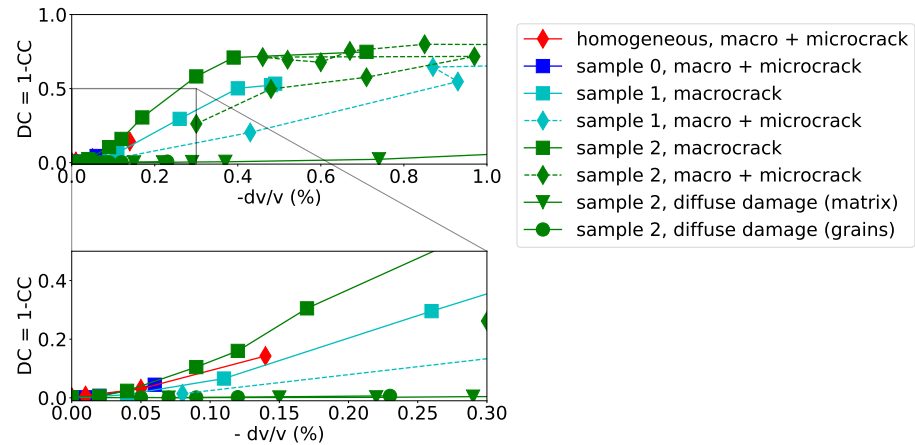 1.0
0.5
0.0
DC = 1-CC
0.0 0.2 0.4 0.6 0.8 1.0
-dv/v (%)
homogeneous, macro + microcrack
sample 0, macro + microcrack
sample 1, macrocrack
sample 1, macro + microcrack
sample 2, macrocrack
sample 2, macro + microcrack
sample 2, diffuse damage (matrix)
sample 2, diffuse damage (grains)
0.4
0.2
0.0
DC = 1-CC
0.00 0.05 0.10 0.15 0.20 0.25 0.30
- dv/v (%)